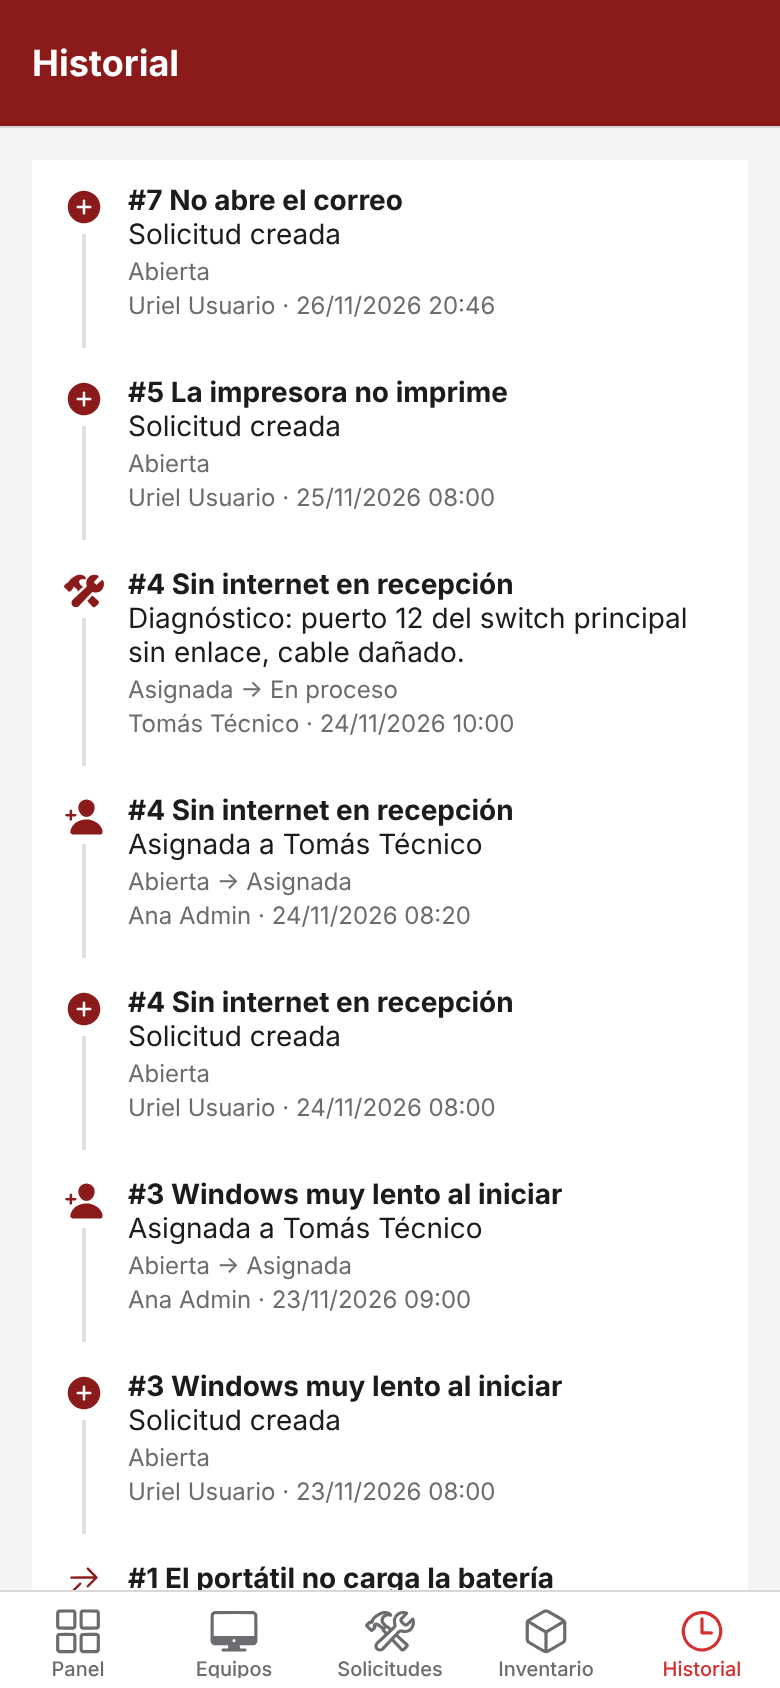 Historial
#7 No abre el correo
Solicitud creada
Abierta
Uriel Usuario · 26/11/2026 20:46
#5 La impresora no imprime
Solicitud creada
Abierta
Uriel Usuario · 25/11/2026 08:00
#4 Sin internet en recepción
Diagnóstico: puerto 12 del switch principal
sin enlace, cable dañado.
Asignada → En proceso
Tomás Técnico · 24/11/2026 10:00
#4 Sin internet en recepción
Asignada a Tomás Técnico
Abierta → Asignada
Ana Admin · 24/11/2026 08:20
#4 Sin internet en recepción
Solicitud creada
Abierta
Uriel Usuario · 24/11/2026 08:00
#3 Windows muy lento al iniciar
Asignada a Tomás Técnico
Abierta → Asignada
Ana Admin · 23/11/2026 09:00
#3 Windows muy lento al iniciar
Solicitud creada
Abierta
Uriel Usuario · 23/11/2026 08:00
#1 El portátil no carga la batería
Panel
Equipos
Solicitudes
Inventario
Historial